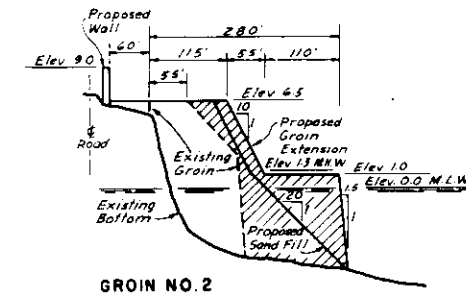 Proposed
Wall
280'
60'
115'
55'
110'
Elev. 9.0
55'
Elev. 6.5
10
1
Proposed
Groin
Extension
℄
Road
Existing
Groin
Elev 1.3 M.H.W
Elev. 1.0
Elev. 0.0 M.L.W.
Existing
Bottom
20
1
1.5
1
Proposed
Sand Fill
GROIN NO. 2